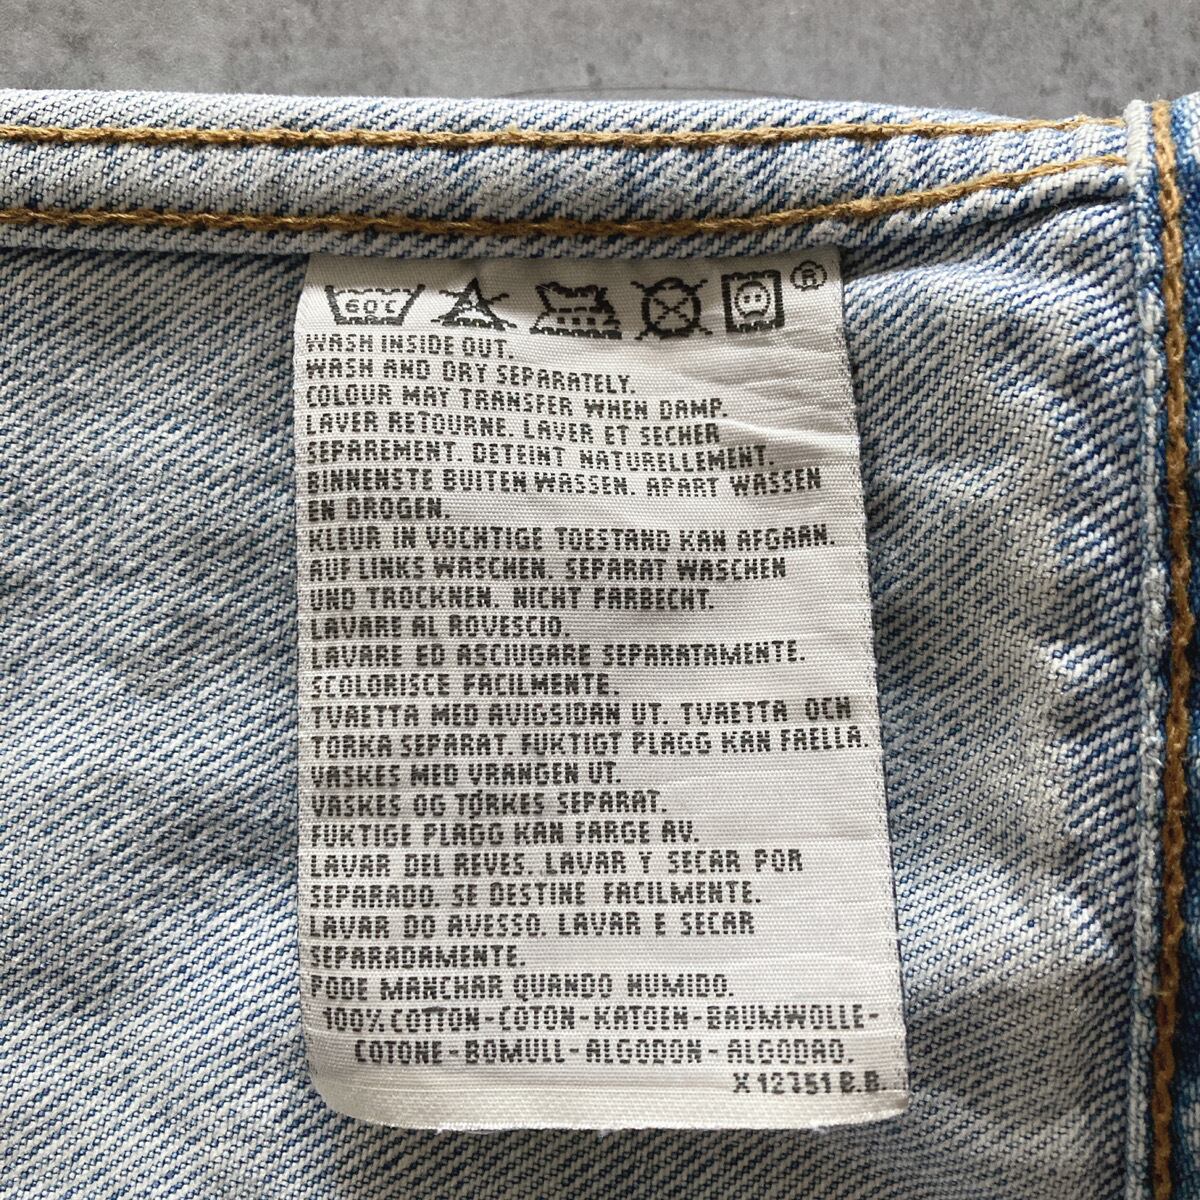 60C
®
WASH INSIDE OUT.
WASH AND DRY SEPARATELY.
COLOUR MAY TRANSFER WHEN DAMP.
LAVER RETOURNE. LAVER ET SECHER
SEPAREMENT. DETEINT NATURELLEMENT.
BINNENSTE BUITEN WASSEN. APART WASSEN
EN DROGEN.
KLEUR IN VOCHTIGE TOESTAND KAN AFGAAN.
AUF LINKS WASCHEN. SEPARAT WASCHEN
UND TROCKNEN. NICHT FARBECHT.
LAVARE AL ROVESCIO.
LAVARE ED ASCIUGARE SEPARATAMENTE.
SCOLORISCE FACILMENTE.
TVAETTA MED AVIGSIDAN UT. TVAETTA OCH
TORKA SEPARAT. FUKTIGT PLAGG KAN FAELLA.
VASKES MED VRANGEN UT.
VASKES OG TØRKES SEPARAT.
FUKTIGE PLAGG KAN FARGE AV.
LAVAR DEL REVES. LAVAR Y SECAR POR
SEPARADO. SE DESTINE FACILMENTE.
LAVAR DO AVESSO. LAVAR E SECAR
SEPARADAMENTE.
PODE MANCHAR QUANDO HUMIDO.
100% COTTON-COTON-KATOEN-BAUMWOLLE-
COTONE-BOMULL-ALGODON-ALGODAO.
X 12751